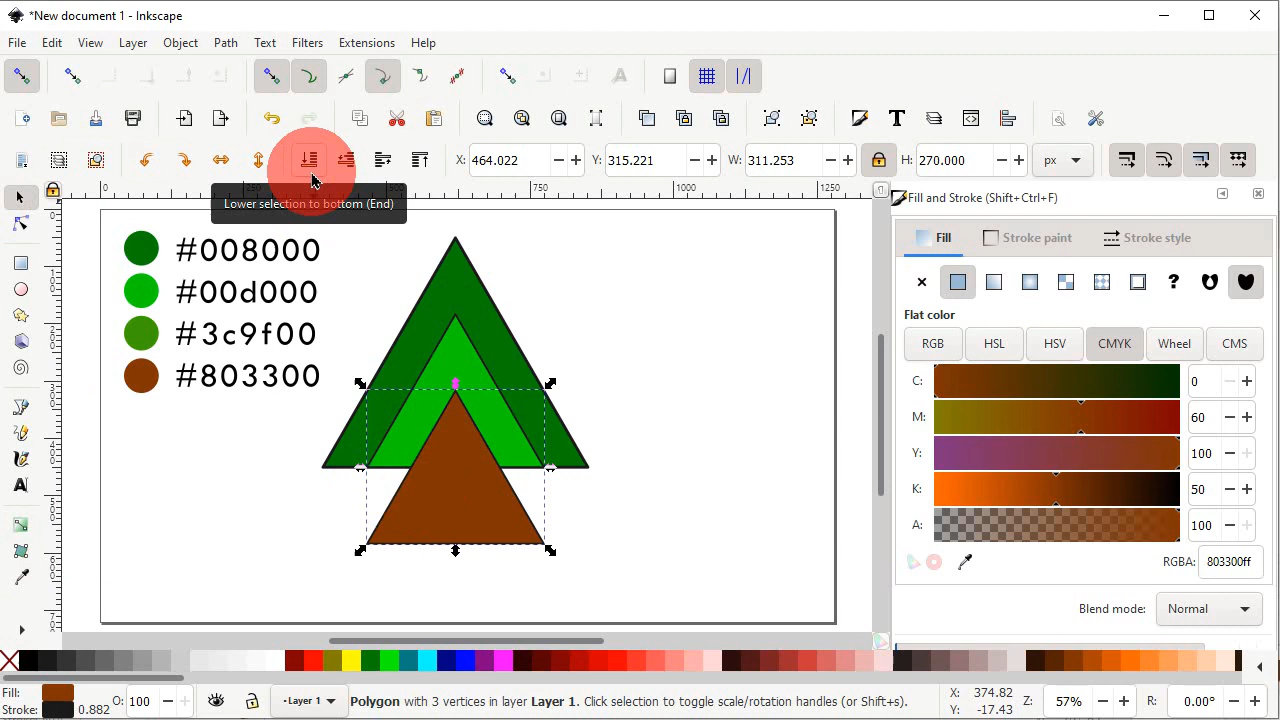 *New document 1 - Inkscape
File Edit View Layer Object Path Text Filters Extensions Help
X: 464.022 Y: 315.221 W: 311.253 H: 270.000 px
Lower selection to bottom (End)
0 250 500 750 1000 1250
Fill and Stroke (Shift+Ctrl+F)
Fill Stroke paint Stroke style
#008000
#00d000
#3c9f00
#803300
Flat color
RGB HSL HSV CMYK Wheel CMS
C: 0
M: 60
Y: 100
K: 50
A: 100
RGBA: 803300ff
Blend mode: Normal
Fill:
Stroke: 0.882
O: 100
Layer 1
Polygon with 3 vertices in layer Layer 1. Click selection to toggle scale/rotation handles (or Shift+s).
X: 374.82
Y: -17.43
Z: 57%
R: 0.00°